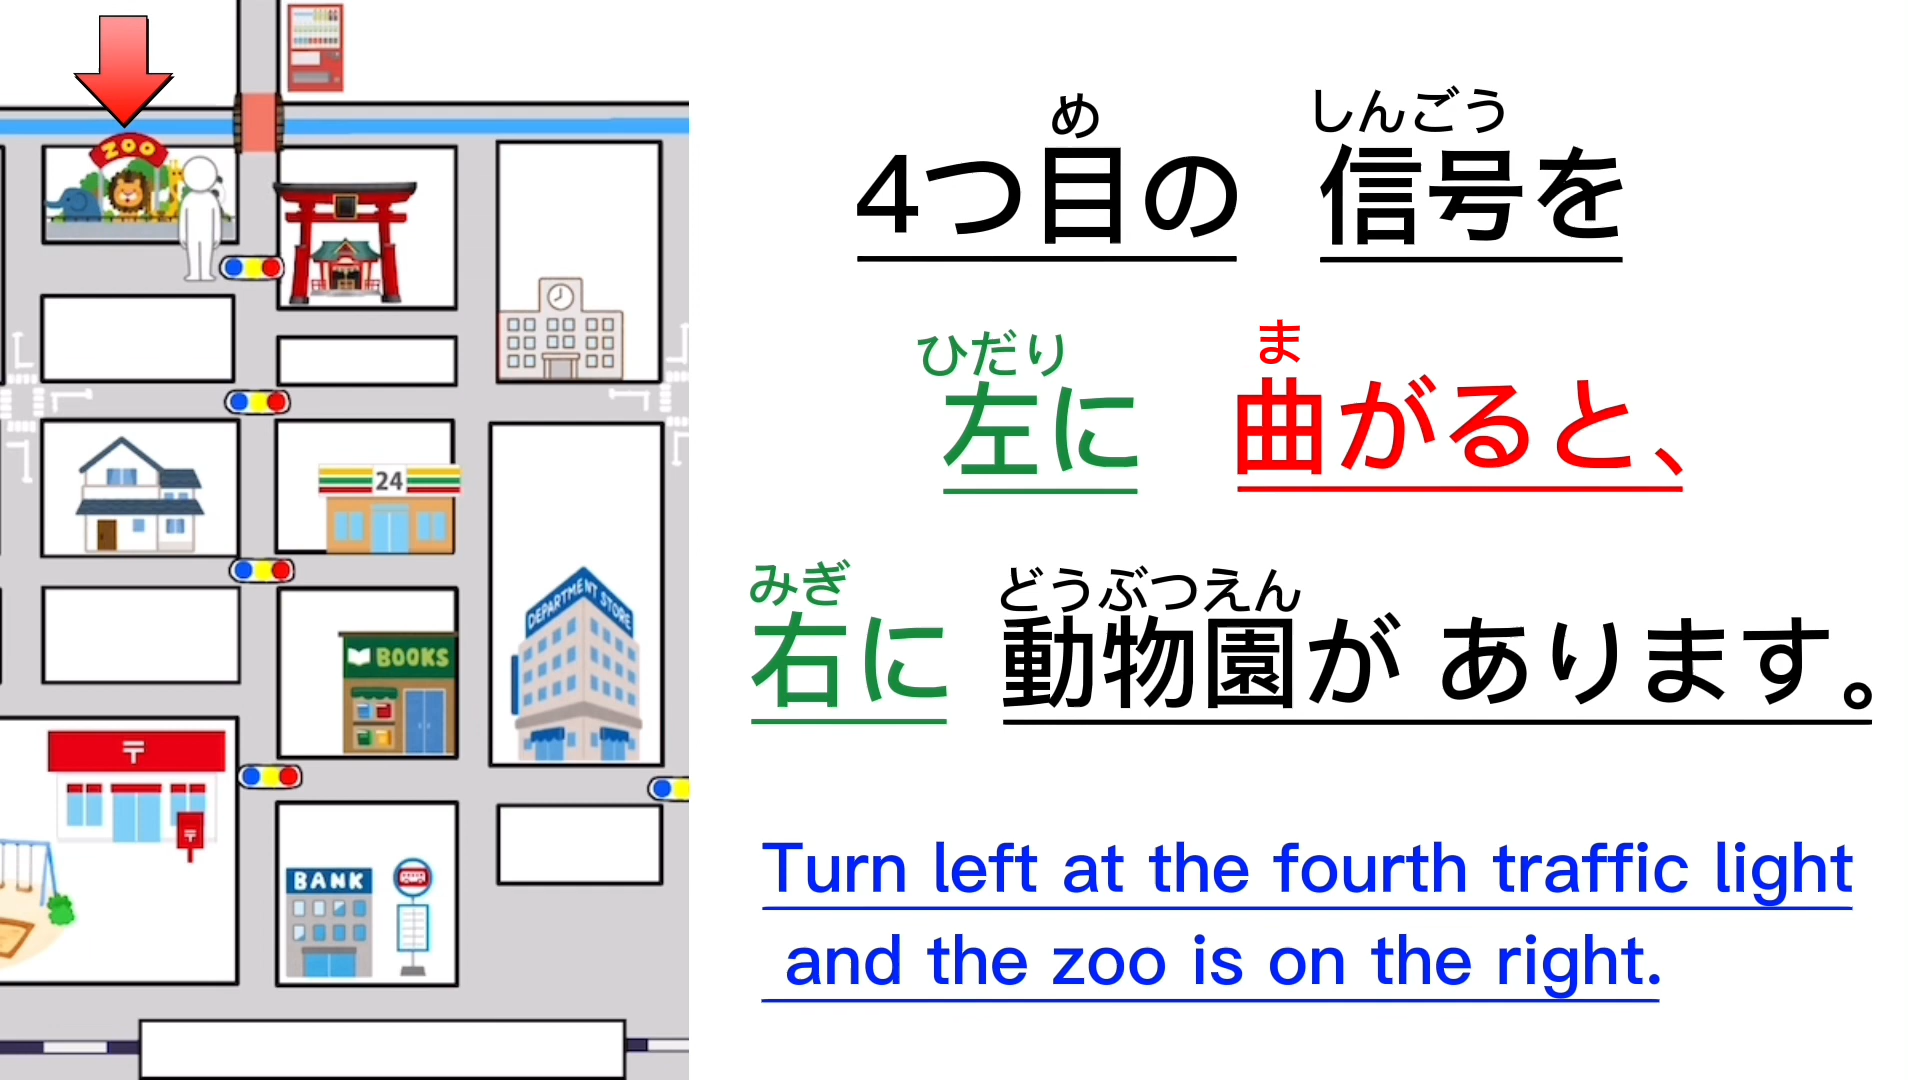 ZOO
24
BOOKS
DEPARTMENT STORE
〒
〒
BANK
め しんごう
4つ目の 信号を
ひだり ま
左に 曲がると、
みぎ どうぶつえん
右に 動物園が あります。
Turn left at the fourth traffic light
and the zoo is on the right.